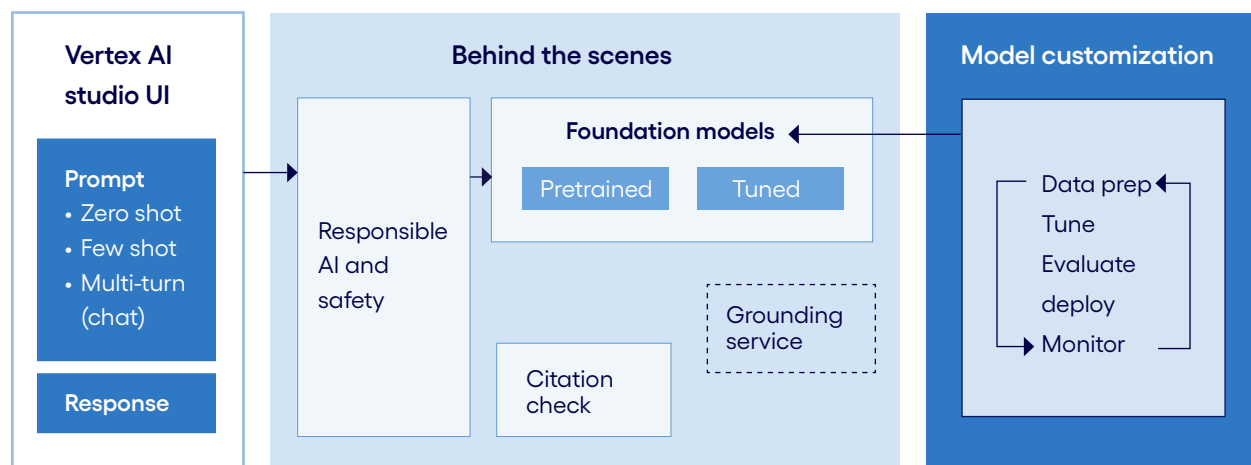 Vertex AI
studio UI
Prompt
• Zero shot
• Few shot
• Multi-turn
(chat)
Response
Behind the scenes
Responsible
AI and
safety
Foundation models
Pretrained
Tuned
Grounding
service
Citation
check
Model customization
Data prep
Tune
Evaluate
deploy
Monitor